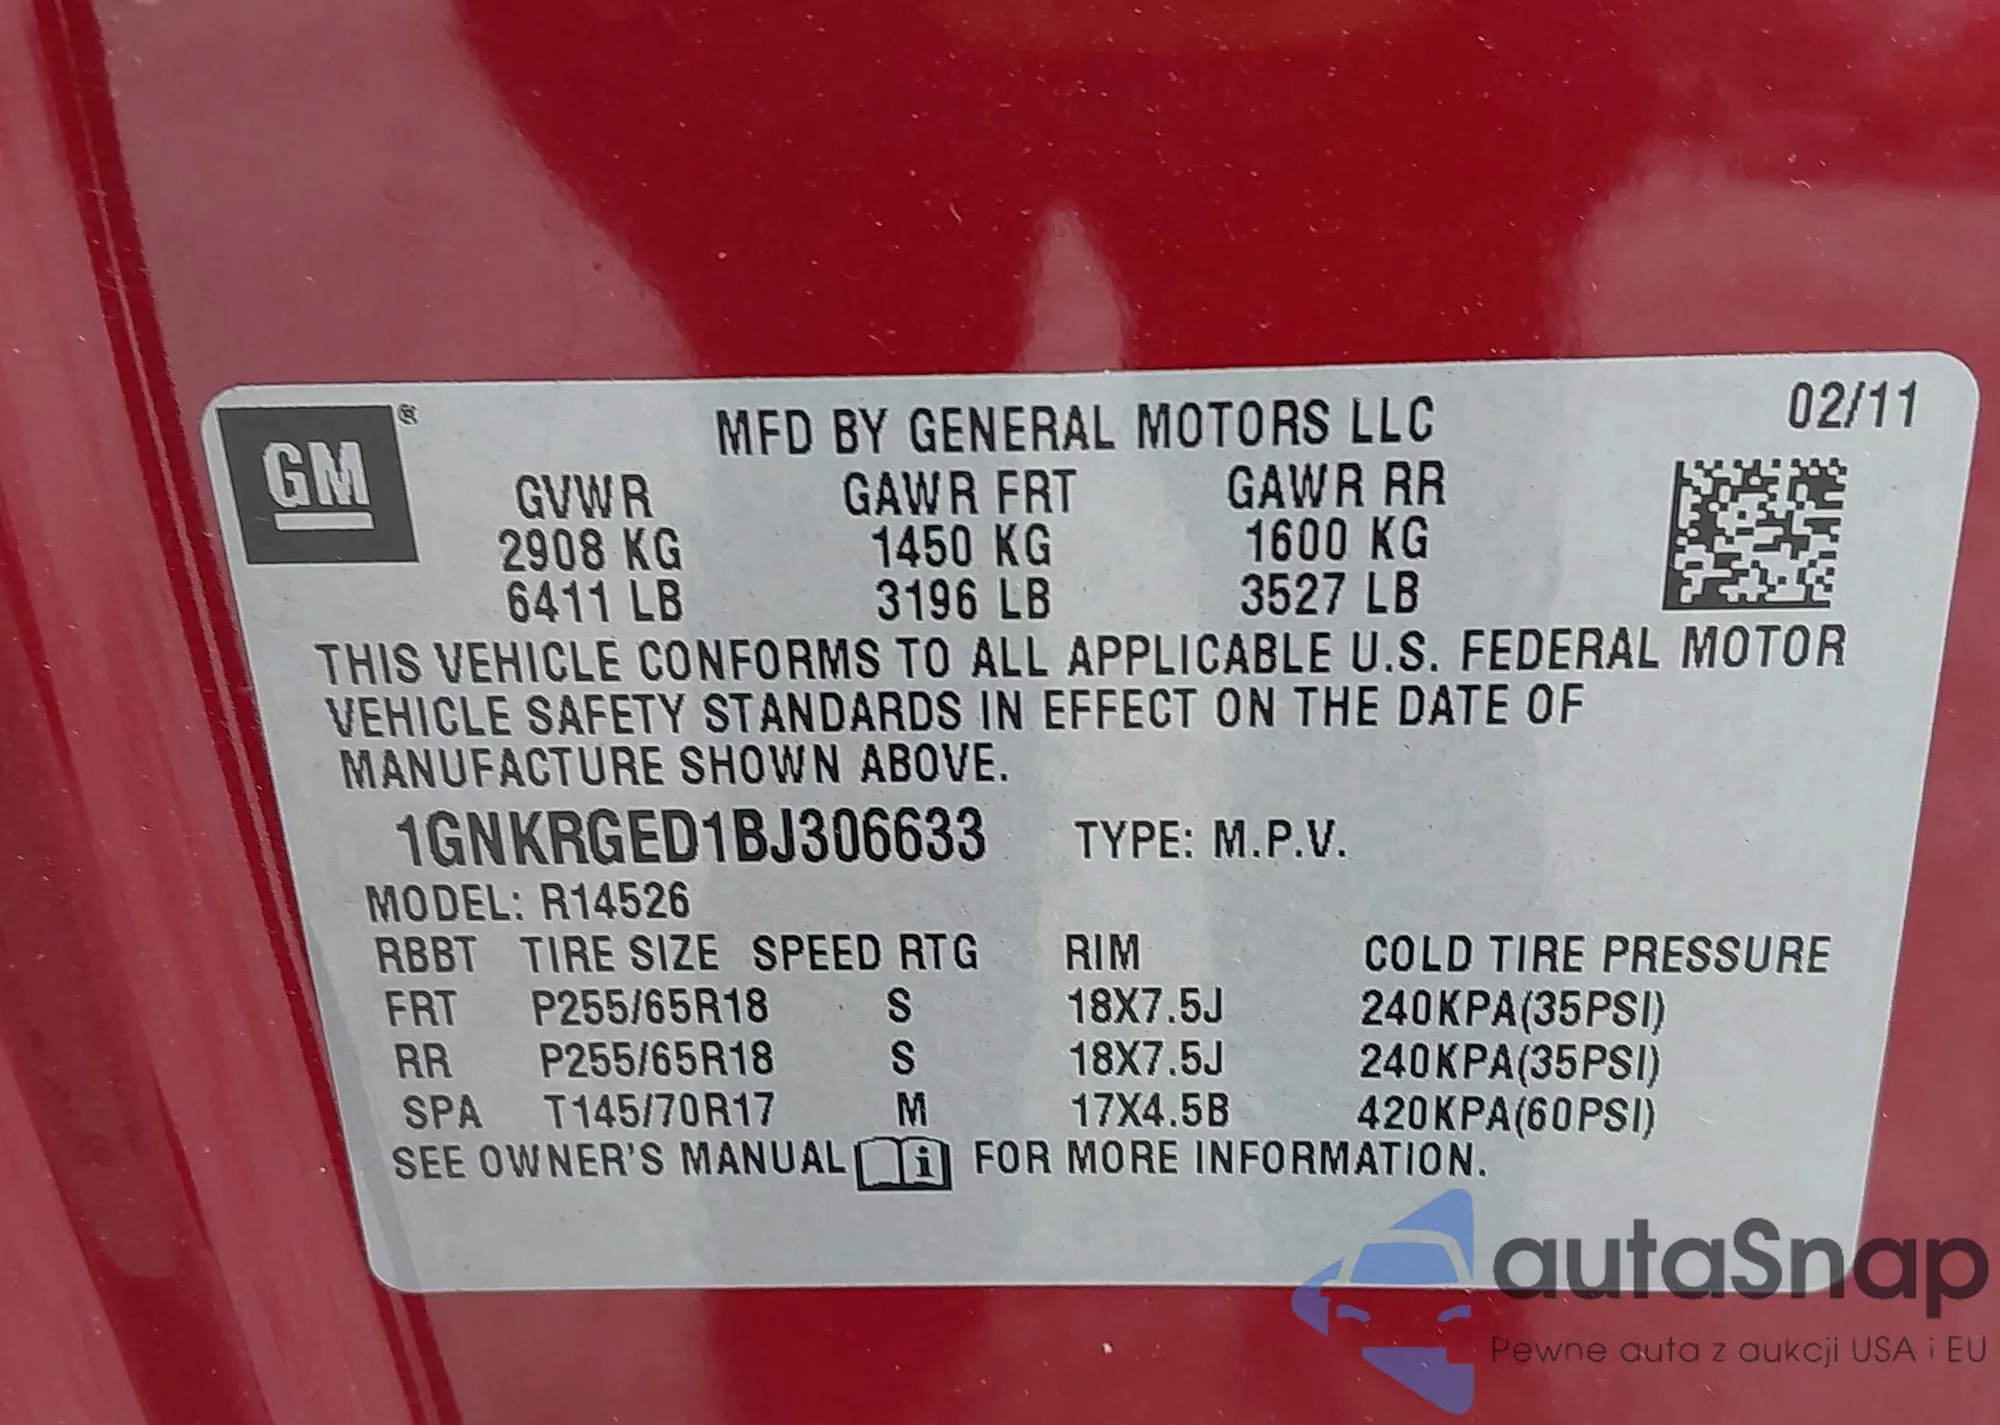 GM®
MFD BY GENERAL MOTORS LLC 02/11
GVWR GAWR FRT GAWR RR
2908 KG 1450 KG 1600 KG
6411 LB 3196 LB 3527 LB
THIS VEHICLE CONFORMS TO ALL APPLICABLE U.S. FEDERAL MOTOR
VEHICLE SAFETY STANDARDS IN EFFECT ON THE DATE OF
MANUFACTURE SHOWN ABOVE.
1GNKRGED1BJ306633 TYPE: M.P.V.
MODEL: R14526
RBBT TIRE SIZE SPEED RTG RIM COLD TIRE PRESSURE
FRT P255/65R18 S 18X7.5J 240KPA(35PSI)
RR P255/65R18 S 18X7.5J 240KPA(35PSI)
SPA T145/70R17 M 17X4.5B 420KPA(60PSI)
SEE OWNER'S MANUAL i FOR MORE INFORMATION.
autaSnap
Pewne auta z aukcji USA i EU